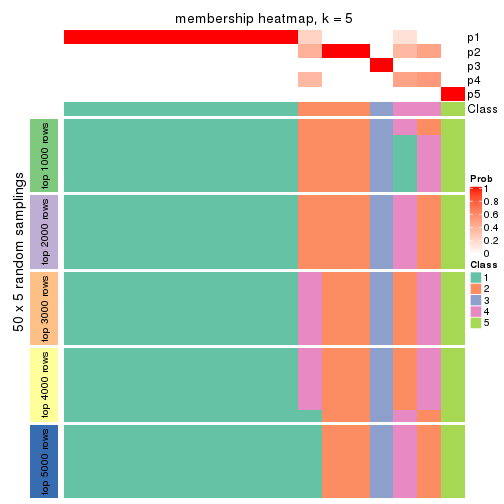 membership heatmap, k = 5
p1
p2
p3
p4
p5
Class
50 x 5 random samplings
top 1000 rows
top 2000 rows
top 3000 rows
top 4000 rows
top 5000 rows
Prob
1
0.8
0.6
0.4
0.2
0
Class
1
2
3
4
5